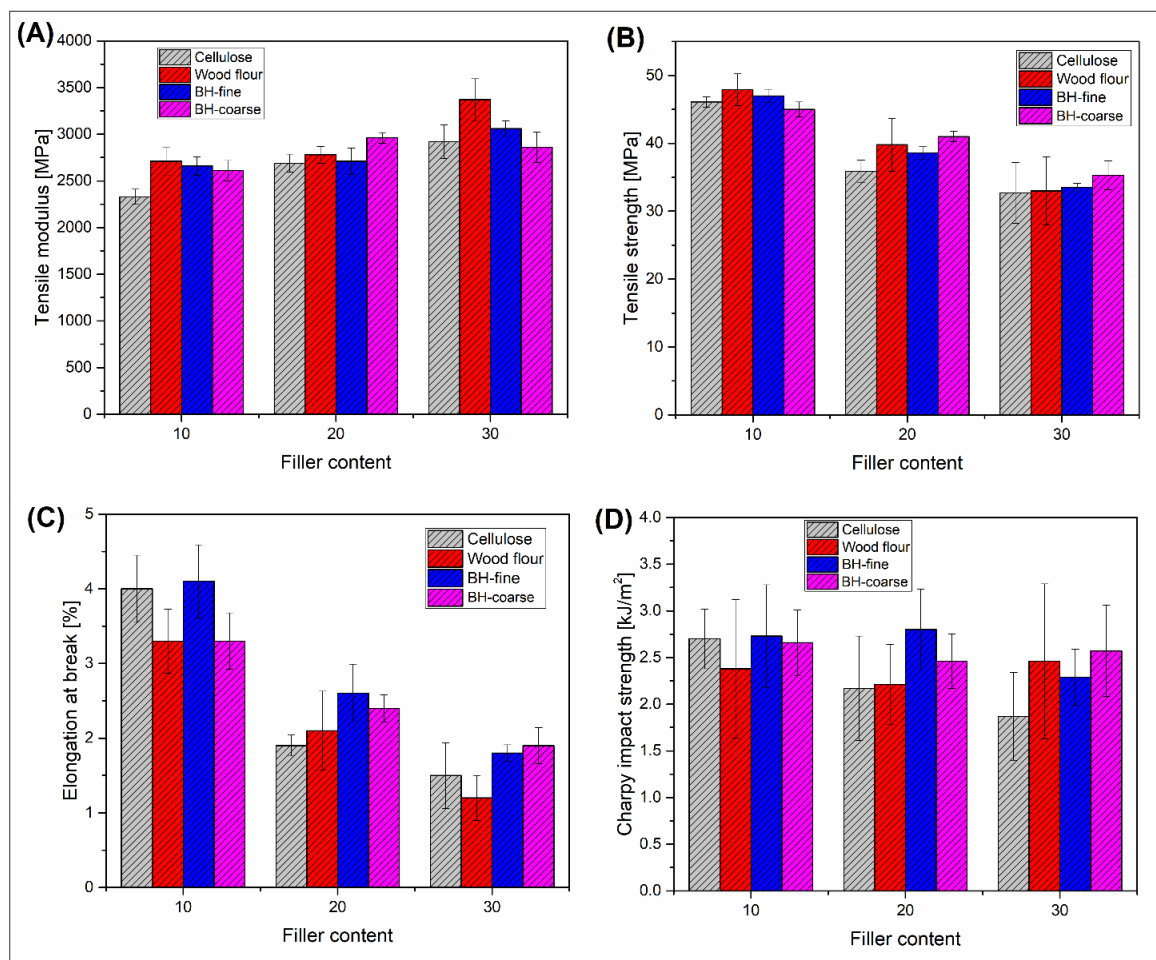 (A)
Tensile modulus [MPa]
4000
3500
3000
2500
2000
1500
1000
500
0
Cellulose
Wood flour
BH-fine
BH-coarse
10
20
30
Filler content
(B)
Tensile strength [MPa]
50
40
30
20
10
0
Cellulose
Wood flour
BH-fine
BH-coarse
10
20
30
Filler content
(C)
Elongation at break [%]
5
4
3
2
1
0
Cellulose
Wood flour
BH-fine
BH-coarse
10
20
30
Filler content
(D)
Charpy impact strength [kJ/m²]
4.0
3.5
3.0
2.5
2.0
1.5
1.0
0.5
0.0
Cellulose
Wood flour
BH-fine
BH-coarse
10
20
30
Filler content